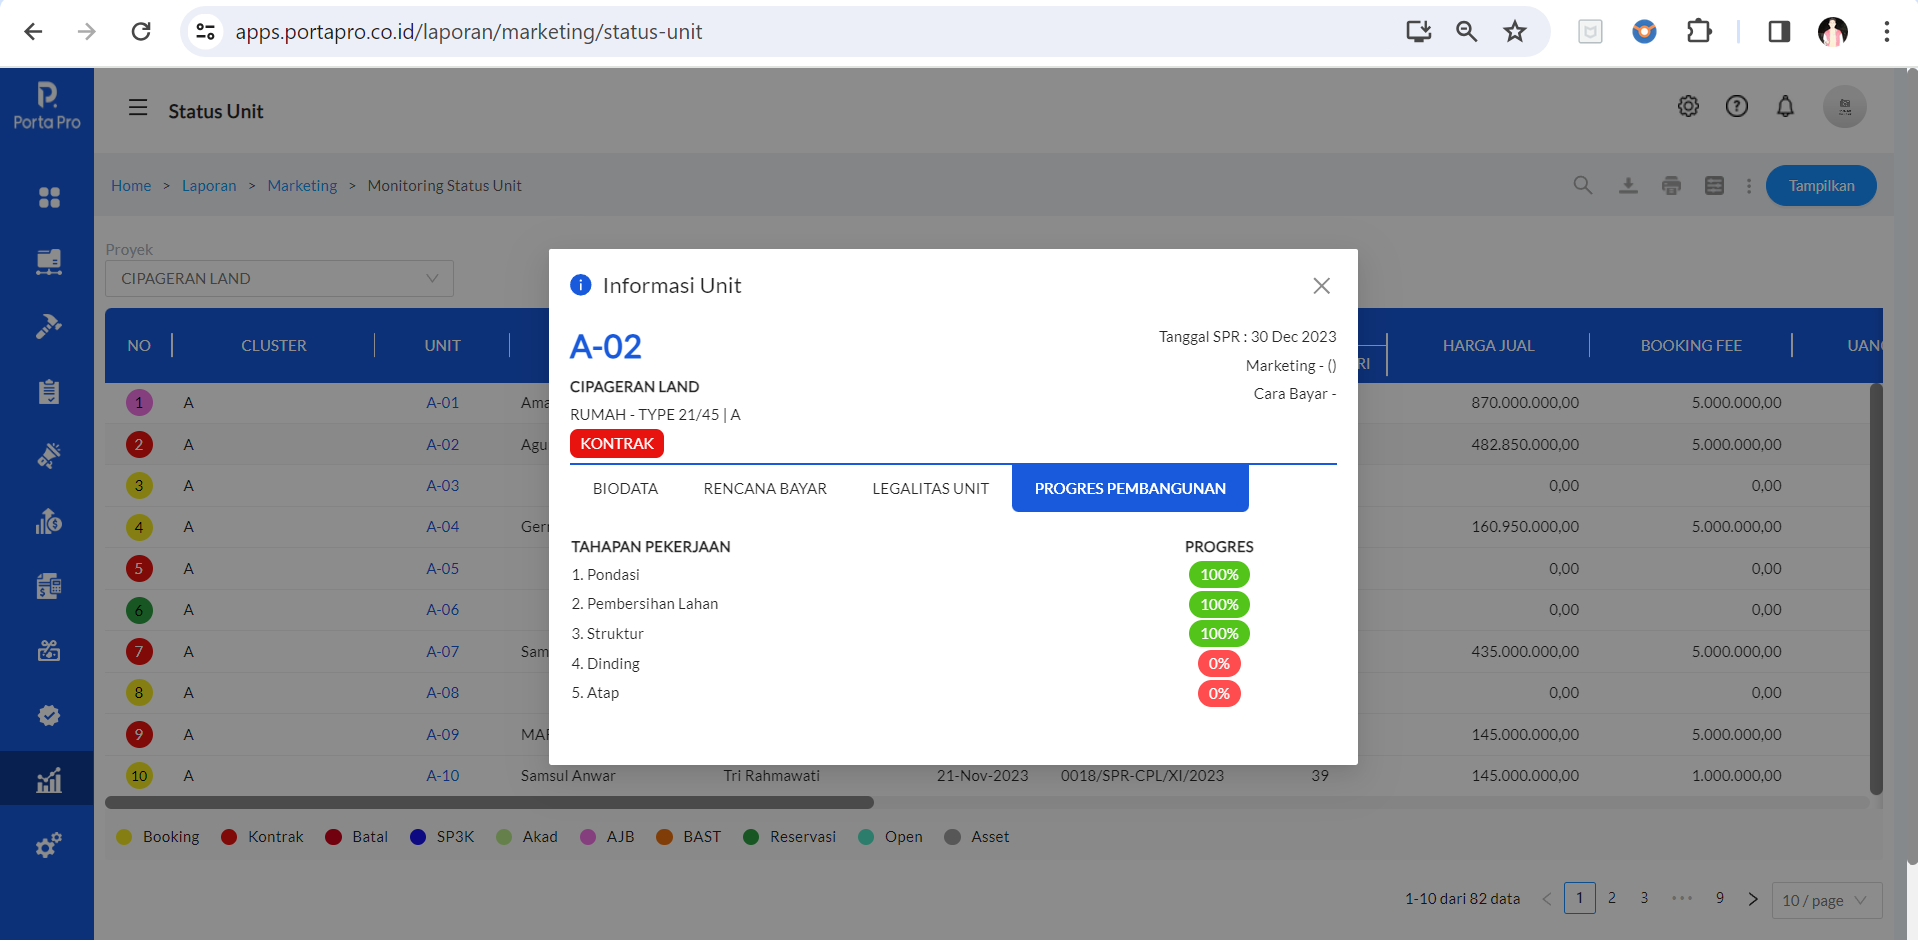 apps.portapro.co.id/laporan/marketing/status-unit
Porta Pro
Status Unit
Home > Laporan > Marketing > Monitoring Status Unit
Tampilkan
Proyek
CIPAGERAN LAND
NO CLUSTER UNIT HARGA JUAL BOOKING FEE
1 A A-01 870.000.000,00 5.000.000,00
2 A A-02 482.850.000,00 5.000.000,00
3 A A-03 0,00 0,00
4 A A-04 160.950.000,00 5.000.000,00
5 A A-05 0,00 0,00
6 A A-06 0,00 0,00
7 A A-07 435.000.000,00 5.000.000,00
8 A A-08 0,00 0,00
9 A A-09 145.000.000,00 5.000.000,00
10 A A-10 Samsul Anwar Tri Rahmawati 21-Nov-2023 0018/SPR-CPL/XI/2023 39 145.000.000,00 1.000.000,00
Informasi Unit
A-02
CIPAGERAN LAND
RUMAH - TYPE 21/45 | A
KONTRAK
Tanggal SPR : 30 Dec 2023
Marketing - ()
Cara Bayar -
BIODATA RENCANA BAYAR LEGALITAS UNIT PROGRES PEMBANGUNAN
TAHAPAN PEKERJAAN PROGRES
1. Pondasi 100%
2. Pembersihan Lahan 100%
3. Struktur 100%
4. Dinding 0%
5. Atap 0%
Booking Kontrak Batal SP3K Akad AJB BAST Reservasi Open Asset
1-10 dari 82 data < 1 2 3 ••• 9 > 10 / page